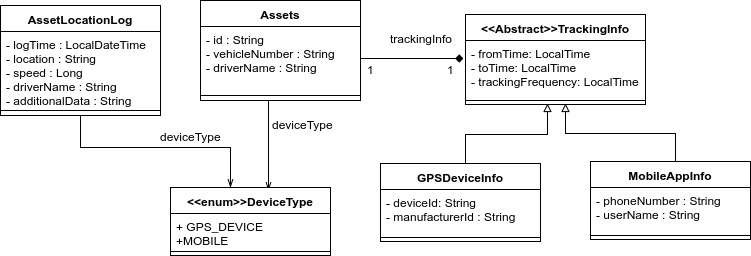 AssetLocationLog
- logTime : LocalDateTime
- location : String
- speed : Long
- driverName : String
- additionalData : String
Assets
- id : String
- vehicleNumber : String
- driverName : String
trackingInfo
1
1
<<Abstract>>TrackingInfo
- fromTime: LocalTime
- toTime: LocalTime
- trackingFrequency: LocalTime
deviceType
deviceType
<<enum>>DeviceType
+ GPS_DEVICE
+MOBILE
GPSDeviceInfo
- deviceId: String
- manufacturerId : String
MobileAppInfo
- phoneNumber : String
- userName : String